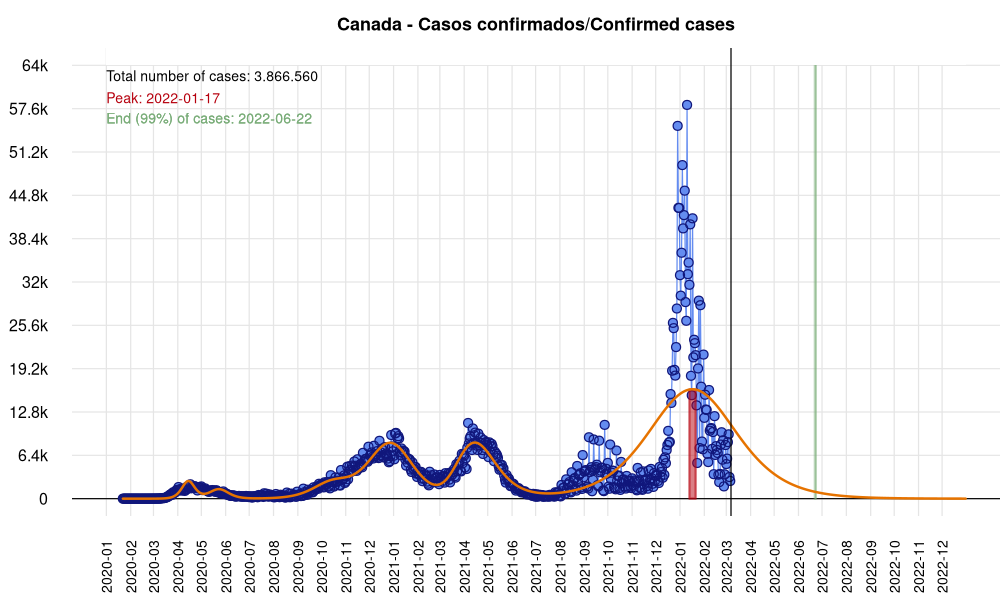 Canada - Casos confirmados/Confirmed cases
64k
Total number of cases: 3.866.560
Peak: 2022-01-17
57.6k
End (99%) of cases: 2022-06-22
51.2k
44.8k
38.4k
32k
25.6k
19.2k
12.8k
6.4k
0
2020-01
2020-02
2020-03
2020-04
2020-05
2020-06
2020-07
2020-08
2020-09
2020-10
2020-11
2020-12
2021-01
2021-02
2021-03
2021-04
2021-05
2021-06
2021-07
2021-08
2021-09
2021-10
2021-11
2021-12
2022-01
2022-02
2022-03
2022-04
2022-05
2022-06
2022-07
2022-08
2022-09
2022-10
2022-11
2022-12